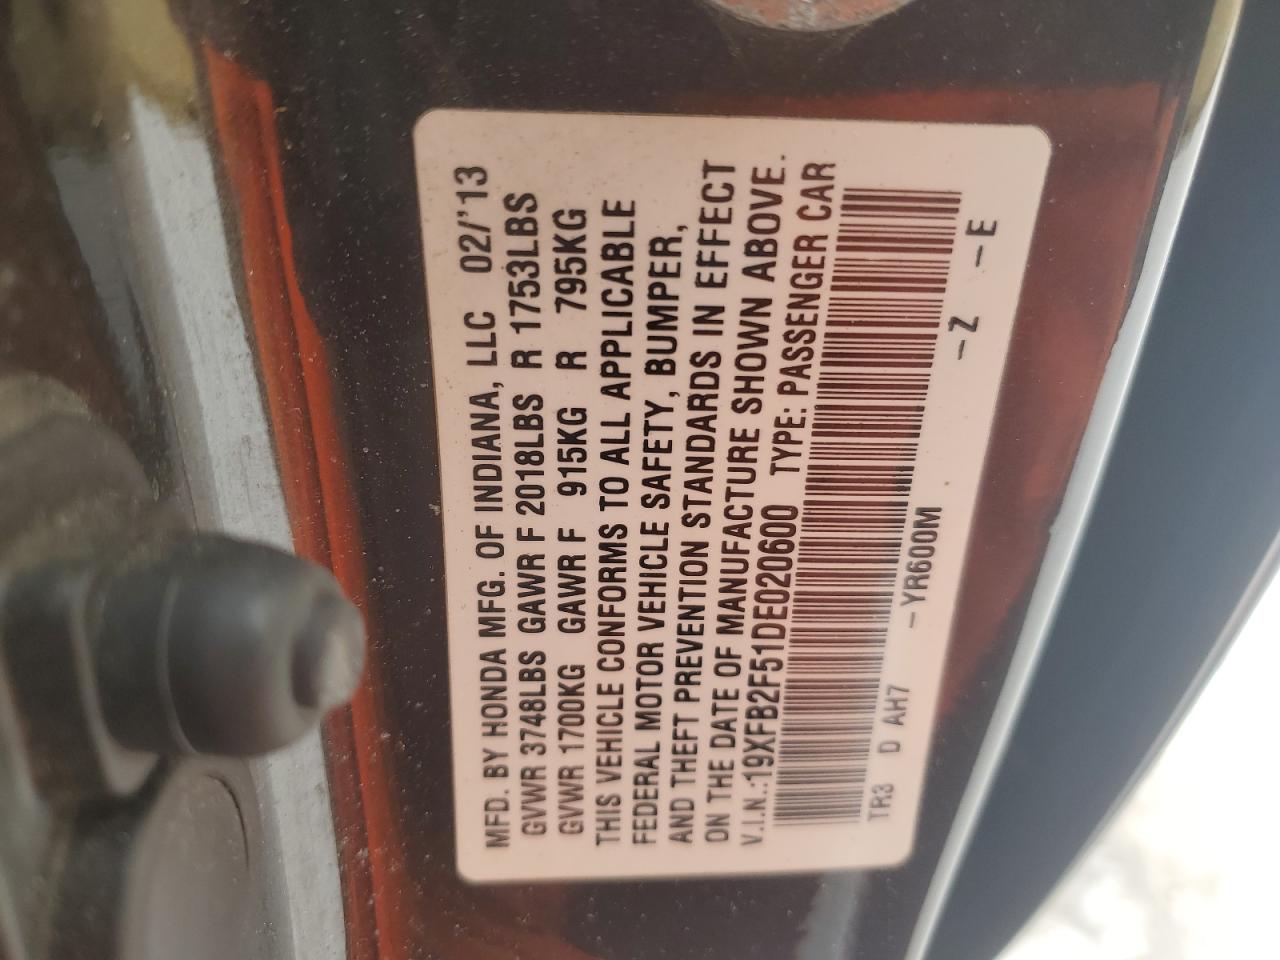 MFD. BY HONDA MFG. OF INDIANA, LLC 02/'13
GVWR 3748LBS GAWR F 2018LBS R 1753LBS
GVWR 1700KG GAWR F 915KG R 795KG
THIS VEHICLE CONFORMS TO ALL APPLICABLE
FEDERAL MOTOR VEHICLE SAFETY, BUMPER,
AND THEFT PREVENTION STANDARDS IN EFFECT
ON THE DATE OF MANUFACTURE SHOWN ABOVE.
V.I.N.:19XFB2F51DE020600 TYPE: PASSENGER CAR
TR3 D AH7 -YR600M -Z -E